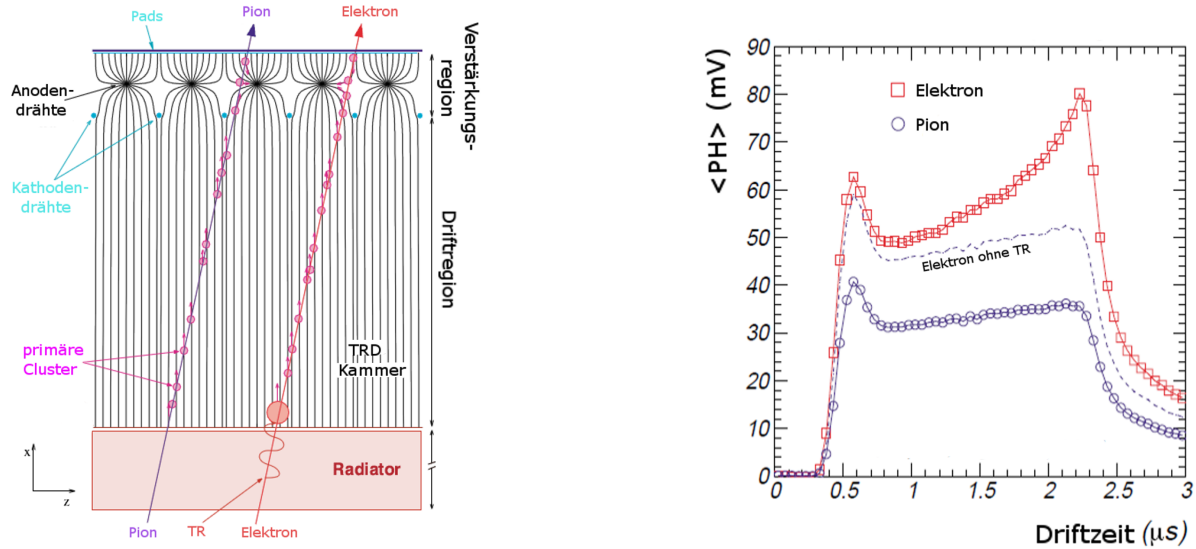 Pads
Pion
Elektron
Anoden-
drähte
Kathoden-
drähte
primäre
Cluster
TRD
Kammer
Radiator
Verstärkungs-
region
Driftregion
x
z
Pion
TR
Elektron
<PH> (mV)
90
80
70
60
50
40
30
20
10
0
Elektron
Pion
Elektron ohne TR
0 0.5 1 1.5 2 2.5 3
Driftzeit (μs)